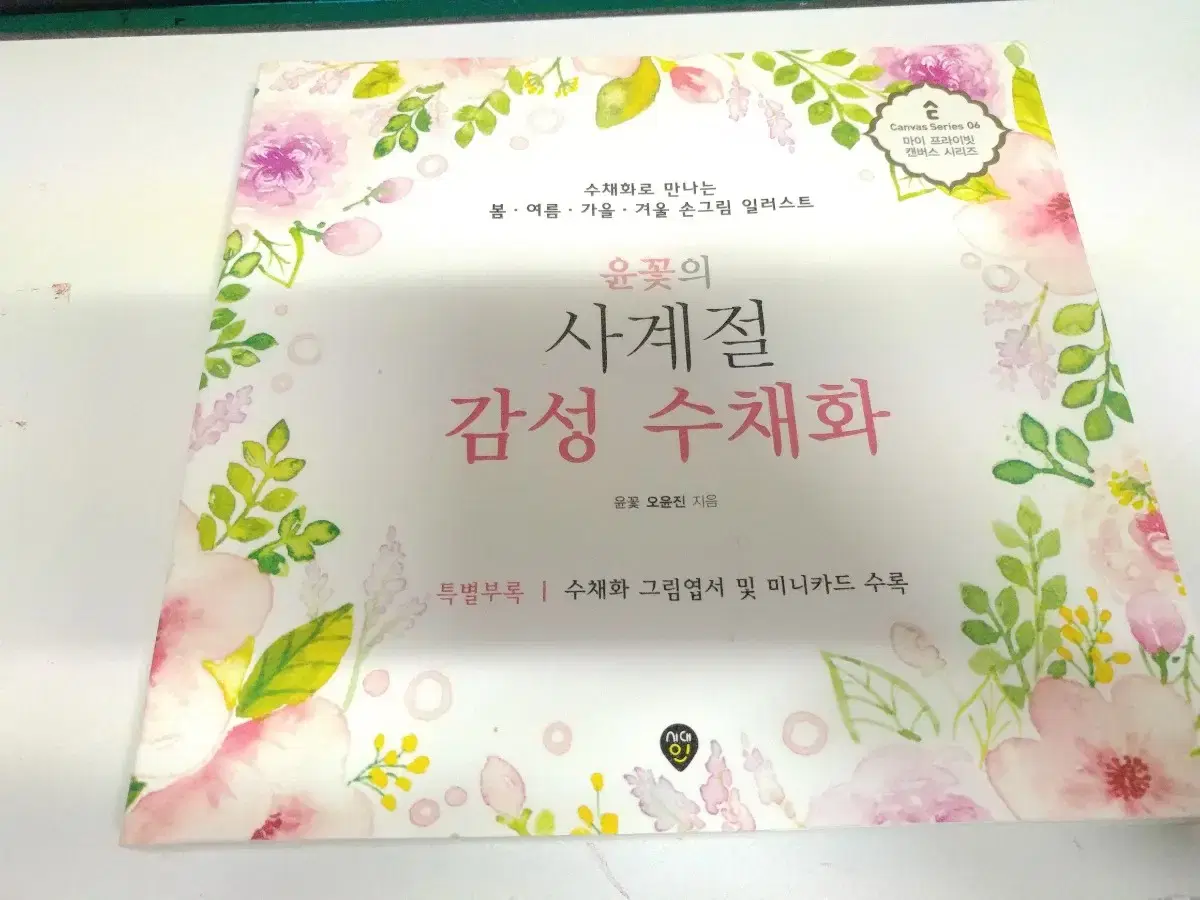 Canvas Series 06
마이 프라이빗
캔버스 시리즈
수채화로 만나는
봄·여름·가을·겨울 손그림 일러스트
윤꽃의
사계절
감성 수채화
윤꽃 오윤진 지음
특별부록 | 수채화 그림엽서 및 미니카드 수록
시대
인